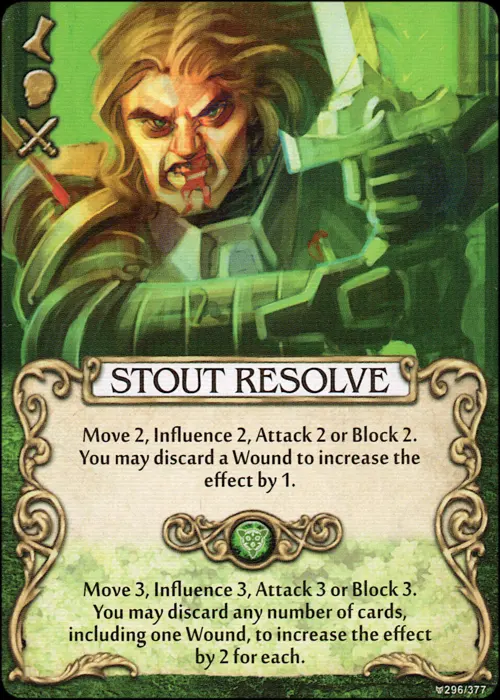 STOUT RESOLVE
Move 2, Influence 2, Attack 2 or Block 2.
You may discard a Wound to increase the
effect by 1.
Move 3, Influence 3, Attack 3 or Block 3.
You may discard any number of cards,
including one Wound, to increase the effect
by 2 for each.
296/377